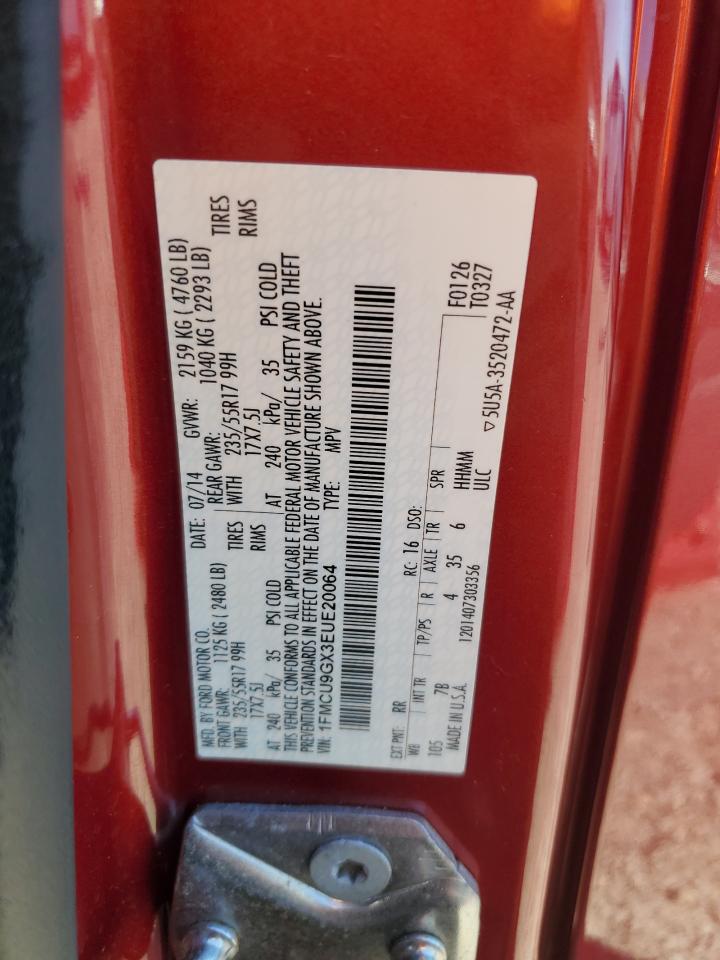 MFD. BY FORD MOTOR CO.
DATE: 07/14 GVWR: 2159 KG ( 4760 LB)
FRONT GAWR: 1125 KG ( 2480 LB) REAR GAWR: 1040 KG ( 2293 LB)
WITH 235/55R17 99H TIRES WITH 235/55R17 99H TIRES
17X7.5J RIMS 17X7.5J RIMS
AT 240 kPa/ 35 PSI COLD AT 240 kPa/ 35 PSI COLD
THIS VEHICLE CONFORMS TO ALL APPLICABLE FEDERAL MOTOR VEHICLE SAFETY AND THEFT
PREVENTION STANDARDS IN EFFECT ON THE DATE OF MANUFACTURE SHOWN ABOVE.
VIN: 1FMCU9GX3EUE20064 TYPE: MPV
EXT PNT: RR RC: 16 DSO: F0126
WB INT TR TP/PS R AXLE TR SPR T0327
105 7B 4 35 6 HHMM
MADE IN U.S.A. 1201407303356 ULC
▽5U5A-3520472-AA